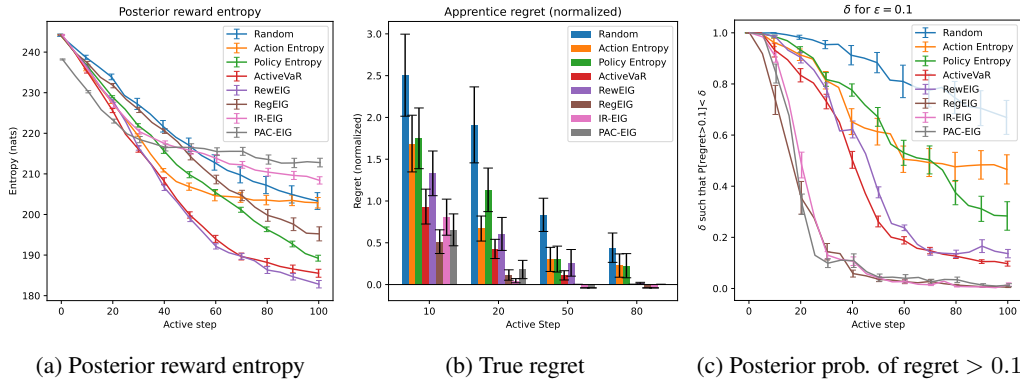 Posterior reward entropy
Entropy (nats)
240
230
220
210
200
190
180
0
20
40
60
80
100
Active step
Random
Action Entropy
Policy Entropy
ActiveVaR
RewEIG
RegEIG
IR-EIG
PAC-EIG
(a) Posterior reward entropy
Apprentice regret (normalized)
Regret (normalized)
3.0
2.5
2.0
1.5
1.0
0.5
0.0
10
20
50
80
Active step
Random
Action Entropy
Policy Entropy
ActiveVaR
RewEIG
RegEIG
IR-EIG
PAC-EIG
(b) True regret
δ for ε = 0.1
δ such that P[regret>0.1]< δ
1.0
0.8
0.6
0.4
0.2
0.0
0
20
40
60
80
100
Active step
Random
Action Entropy
Policy Entropy
ActiveVaR
RewEIG
RegEIG
IR-EIG
PAC-EIG
(c) Posterior prob. of regret > 0.1